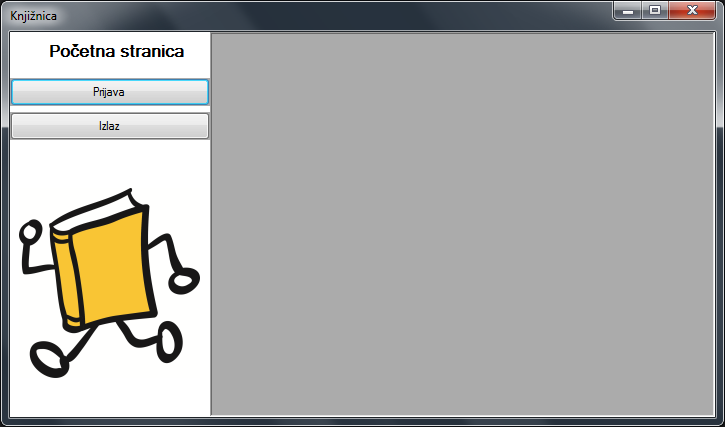 Knjižnica
Početna stranica
Prijava
Izlaz